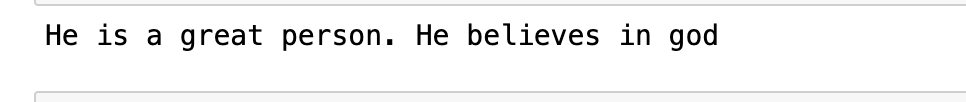 He is a great person. He believes in god